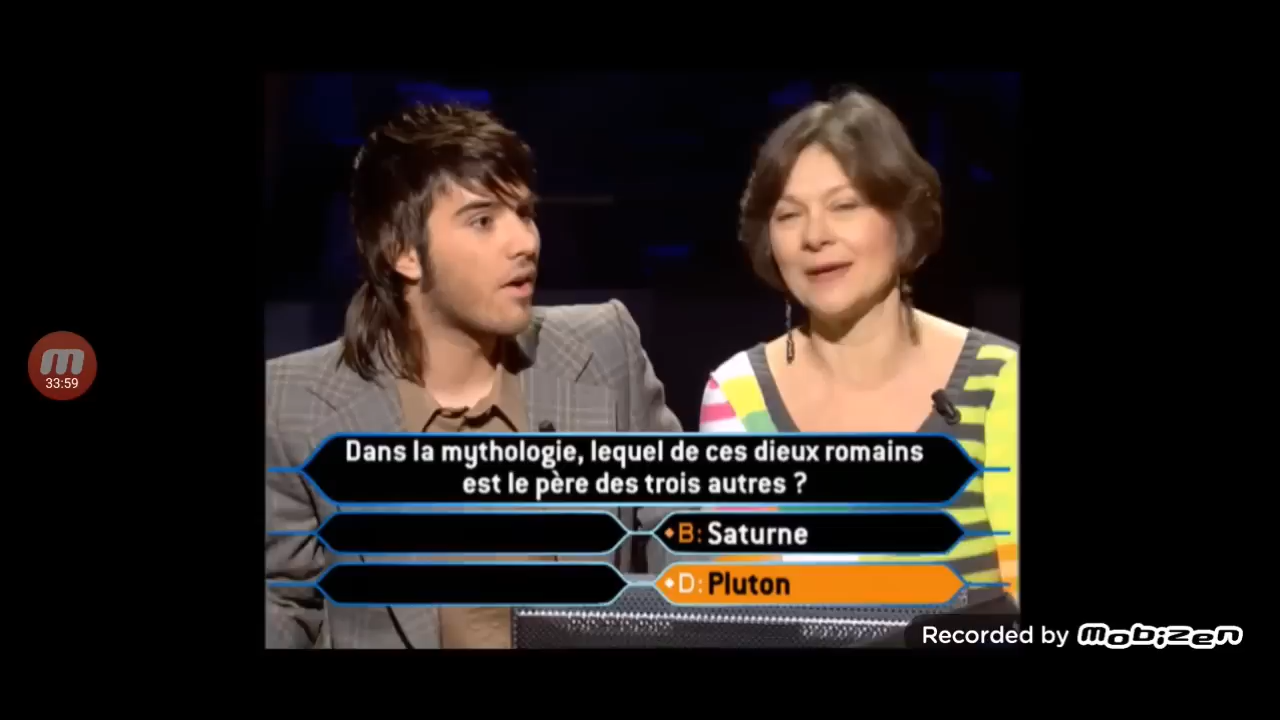 Dans la mythologie, lequel de ces dieux romains
est le père des trois autres ?
B: Saturne
D: Pluton
33:59
Recorded by mobizen